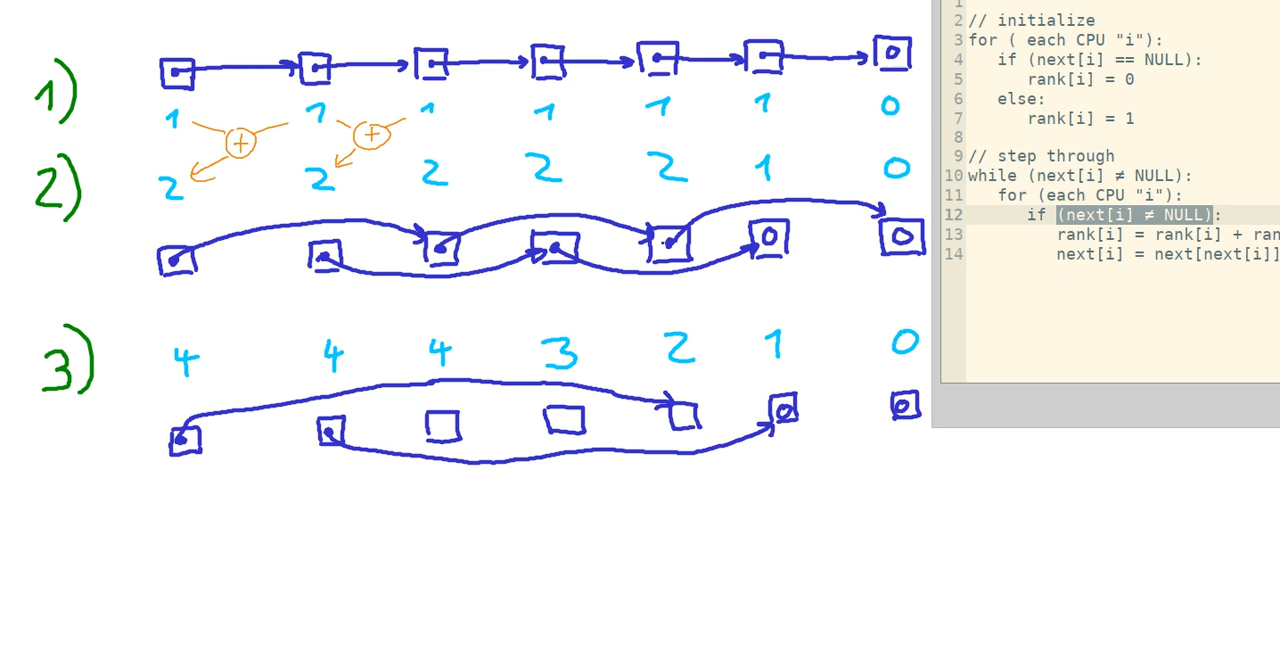 1)
1 1 1 1 1 1 0
+ +
2)
2 2 2 2 2 1 0
3)
4 4 4 3 2 1 0
1
2 // initialize
3 for ( each CPU "i"):
4 if (next[i] == NULL):
5 rank[i] = 0
6 else:
7 rank[i] = 1
8
9 // step through
10 while (next[i] ≠ NULL):
11 for (each CPU "i"):
12 if (next[i] ≠ NULL):
13 rank[i] = rank[i] + ran
14 next[i] = next[next[i]]